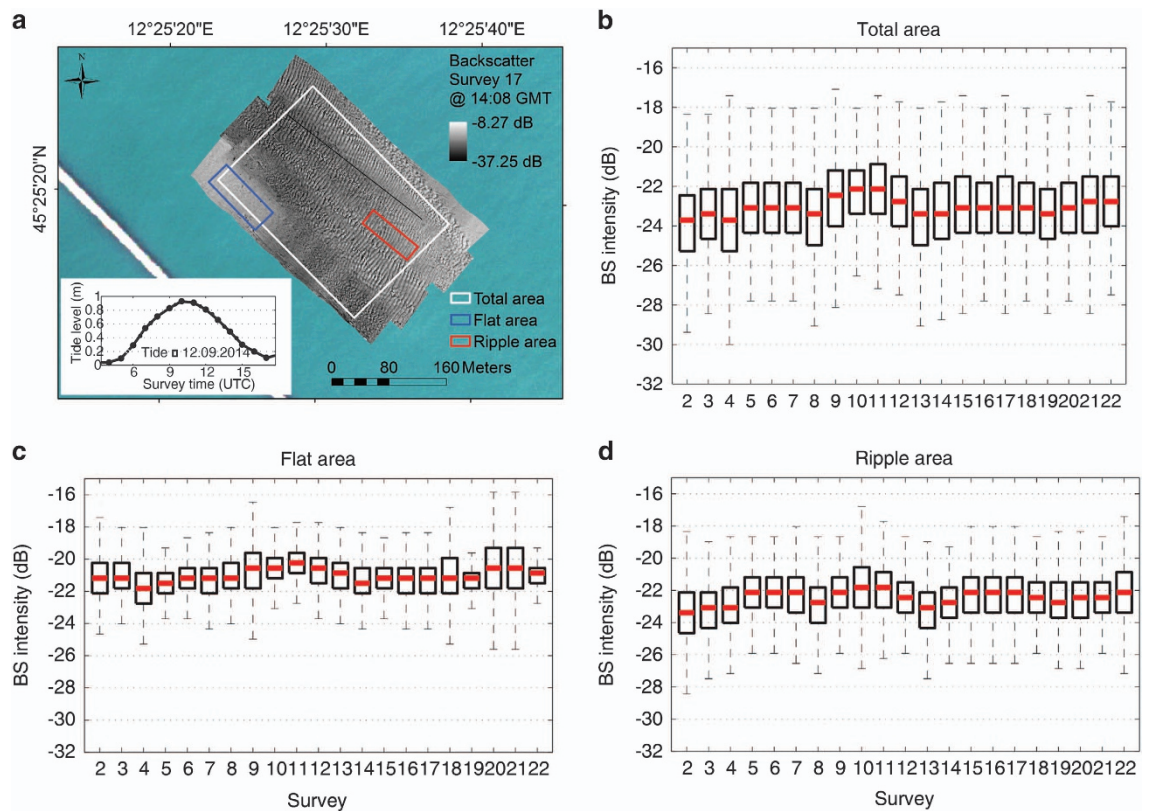 a
12°25'20"E 12°25'30"E 12°25'40"E
45°25'20"N
N
Backscatter
Survey 17
@ 14:08 GMT
-8.27 dB
-37.25 dB
Total area
Flat area
Ripple area
0 80 160 Meters
Tide level (m)
1
0.8
0.6
0.4
0.2
Tide 12.09.2014
6 9 12 15
Survey time (UTC)
b
Total area
BS intensity (dB)
-16
-18
-20
-22
-24
-26
-28
-30
-32
2 3 4 5 6 7 8 9 10 11 12 13 14 15 16 17 18 19 20 21 22
c
Flat area
BS intensity (dB)
-16
-18
-20
-22
-24
-26
-28
-30
-32
2 3 4 5 6 7 8 9 10 11 12 13 14 15 16 17 18 19 20 21 22
Survey
d
Ripple area
BS intensity (dB)
-16
-18
-20
-22
-24
-26
-28
-30
-32
2 3 4 5 6 7 8 9 10 11 12 13 14 15 16 17 18 19 20 21 22
Survey